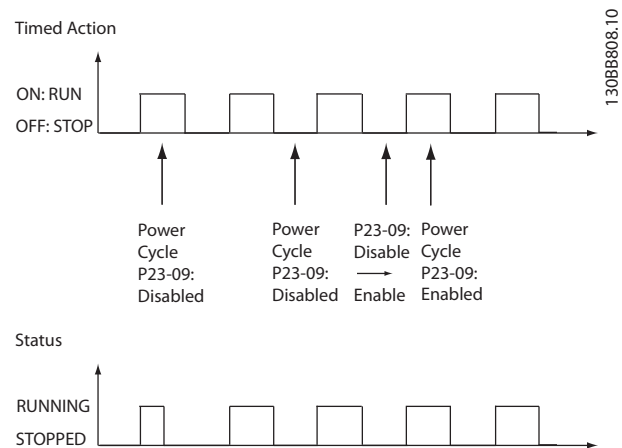 Timed Action
130BB808.10
ON: RUN
OFF: STOP
Power
Cycle
P23-09:
Disabled
Power
Cycle
P23-09:
Disabled
P23-09:
Disable
Enable
Power
Cycle
P23-09:
Enabled
Status
RUNNING
STOPPED